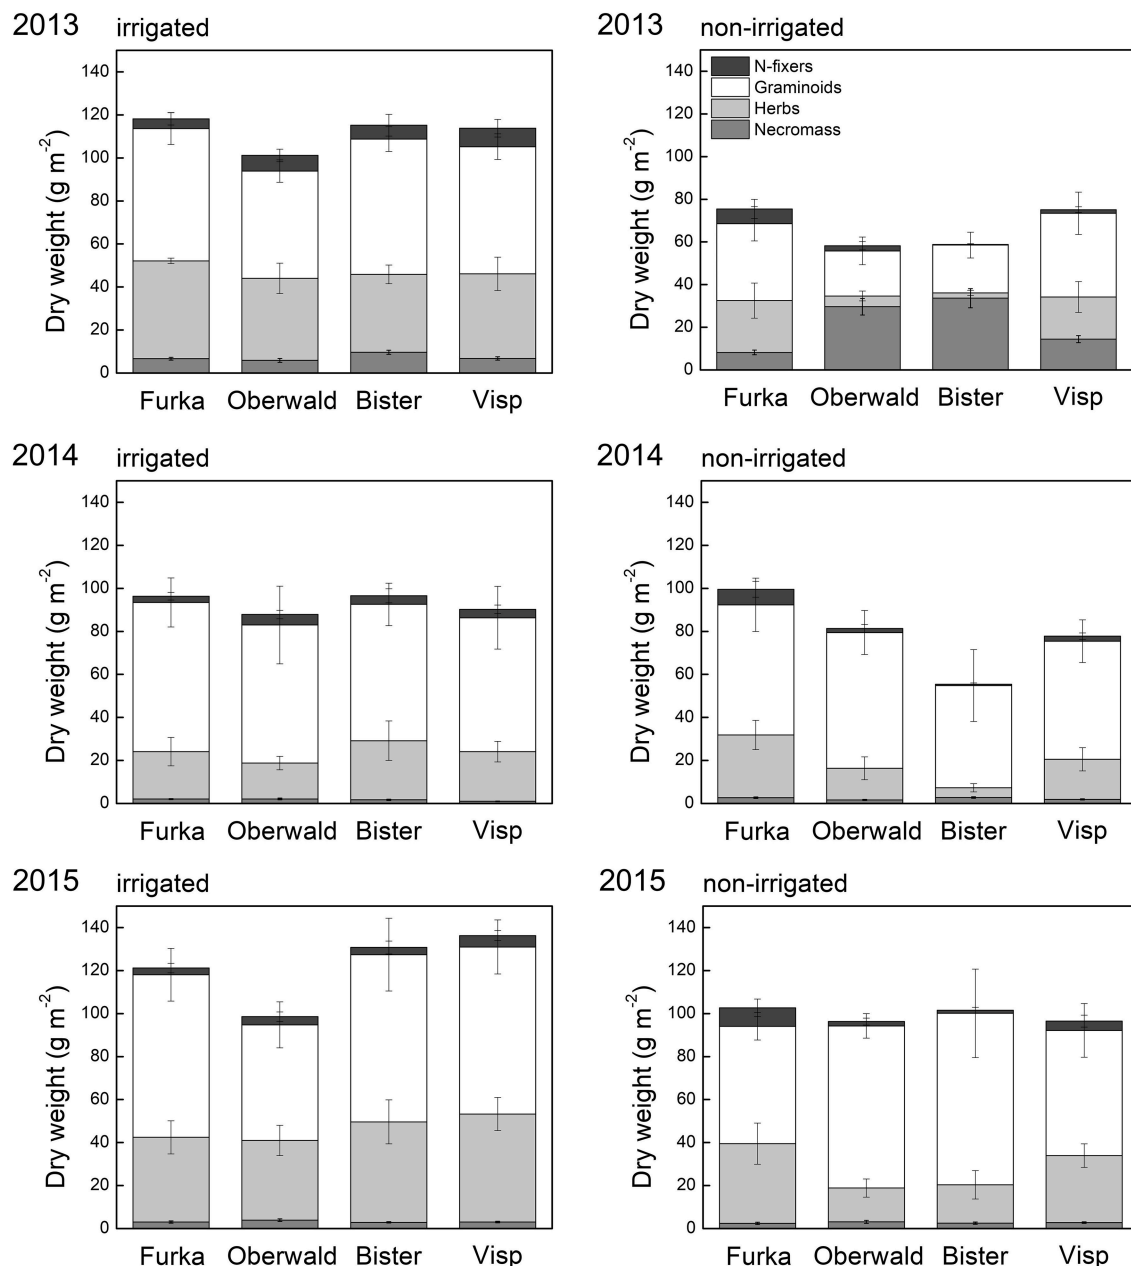 2013 irrigated
140
120
100
80
60
40
20
0
Dry weight (g m⁻²)
Furka Oberwald Bister Visp
2013 non-irrigated
N-fixers
Graminoids
Herbs
Necromass
140
120
100
80
60
40
20
0
Dry weight (g m⁻²)
Furka Oberwald Bister Visp
2014 irrigated
140
120
100
80
60
40
20
0
Dry weight (g m⁻²)
Furka Oberwald Bister Visp
2014 non-irrigated
140
120
100
80
60
40
20
0
Dry weight (g m⁻²)
Furka Oberwald Bister Visp
2015 irrigated
140
120
100
80
60
40
20
0
Dry weight (g m⁻²)
Furka Oberwald Bister Visp
2015 non-irrigated
140
120
100
80
60
40
20
0
Dry weight (g m⁻²)
Furka Oberwald Bister Visp